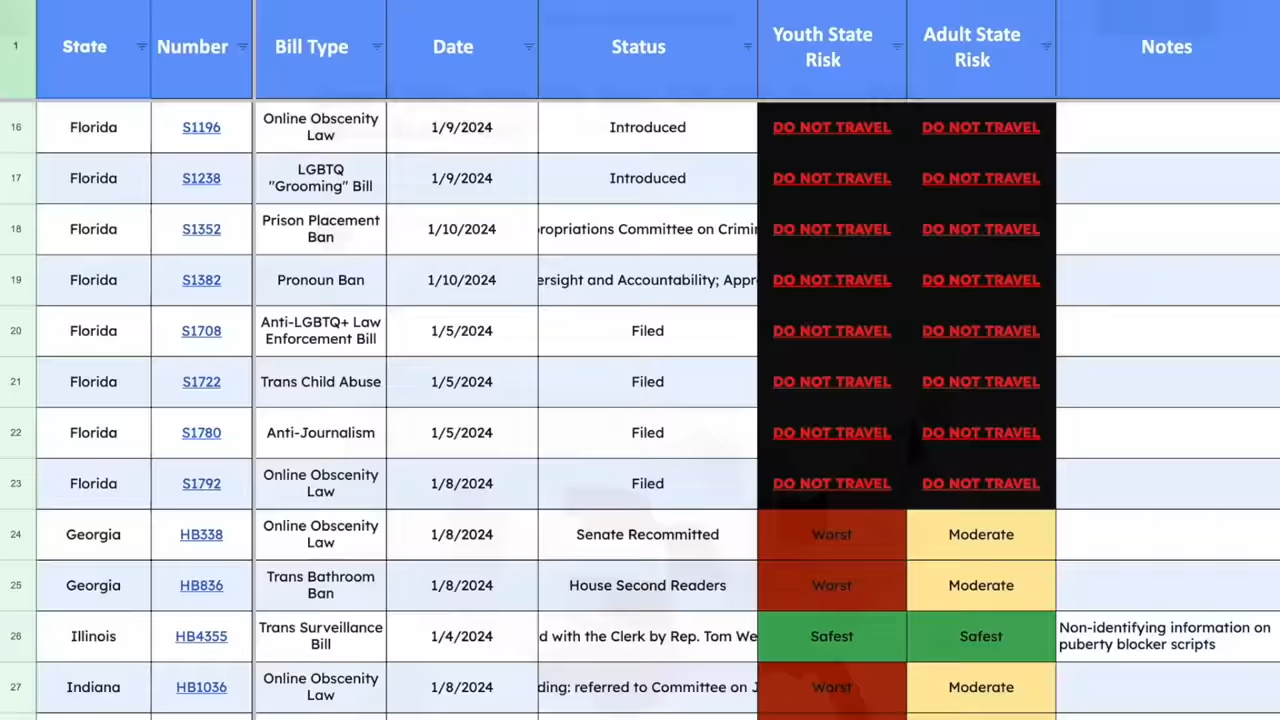 1 State Number Bill Type Date Status Youth State Risk Adult State Risk Notes
16 Florida S1196 Online Obscenity Law 1/9/2024 Introduced DO NOT TRAVEL DO NOT TRAVEL
17 Florida S1238 LGBTQ "Grooming" Bill 1/9/2024 Introduced DO NOT TRAVEL DO NOT TRAVEL
18 Florida S1352 Prison Placement Ban 1/10/2024 propriations Committee on Crimin DO NOT TRAVEL DO NOT TRAVEL
19 Florida S1382 Pronoun Ban 1/10/2024 ersight and Accountability; Appr DO NOT TRAVEL DO NOT TRAVEL
20 Florida S1708 Anti-LGBTQ+ Law Enforcement Bill 1/5/2024 Filed DO NOT TRAVEL DO NOT TRAVEL
21 Florida S1722 Trans Child Abuse 1/5/2024 Filed DO NOT TRAVEL DO NOT TRAVEL
22 Florida S1780 Anti-Journalism 1/5/2024 Filed DO NOT TRAVEL DO NOT TRAVEL
23 Florida S1792 Online Obscenity Law 1/8/2024 Filed DO NOT TRAVEL DO NOT TRAVEL
24 Georgia HB338 Online Obscenity Law 1/8/2024 Senate Recommitted Worst Moderate
25 Georgia HB836 Trans Bathroom Ban 1/8/2024 House Second Readers Worst Moderate
26 Illinois HB4355 Trans Surveillance Bill 1/4/2024 d with the Clerk by Rep. Tom We Safest Safest Non-identifying information on puberty blocker scripts
27 Indiana HB1036 Online Obscenity Law 1/8/2024 ding: referred to Committee on J Worst Moderate